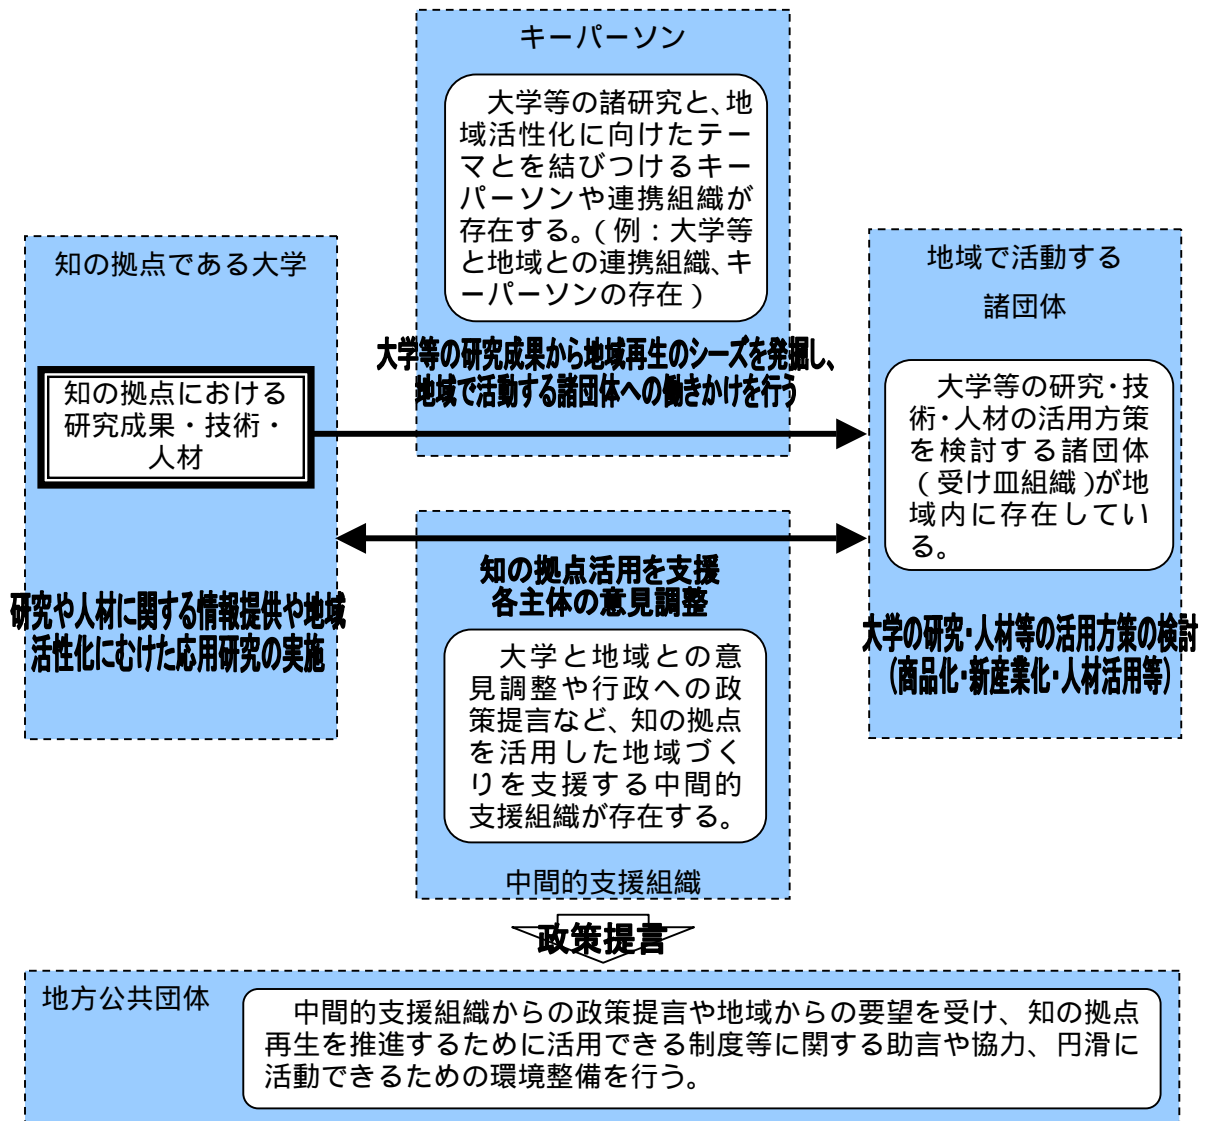 キーパーソン
大学等の諸研究と、地
域活性化に向けたテー
マとを結びつけるキー
パーソンや連携組織が
存在する。（例：大学等
と地域との連携組織、キ
ーパーソンの存在）
大学等の研究成果から地域再生のシーズを発掘し、
地域で活動する諸団体への働きかけを行う
知の拠点である大学
知の拠点における
研究成果・技術・
人材
研究や人材に関する情報提供や地域
活性化にむけた応用研究の実施
地域で活動する
諸団体
大学等の研究・技
術・人材の活用方策
を検討する諸団体
（受け皿組織）が地
域内に存在してい
る。
大学の研究・人材等の活用方策の検討
（商品化・新産業化・人材活用等）
知の拠点活用を支援
各主体の意見調整
大学と地域との意
見調整や行政への政
策提言など、知の拠点
を活用した地域づく
りを支援する中間的
支援組織が存在する。
中間的支援組織
政策提言
地方公共団体
中間的支援組織からの政策提言や地域からの要望を受け、知の拠点
再生を推進するために活用できる制度等に関する助言や協力、円滑に
活動できるための環境整備を行う。